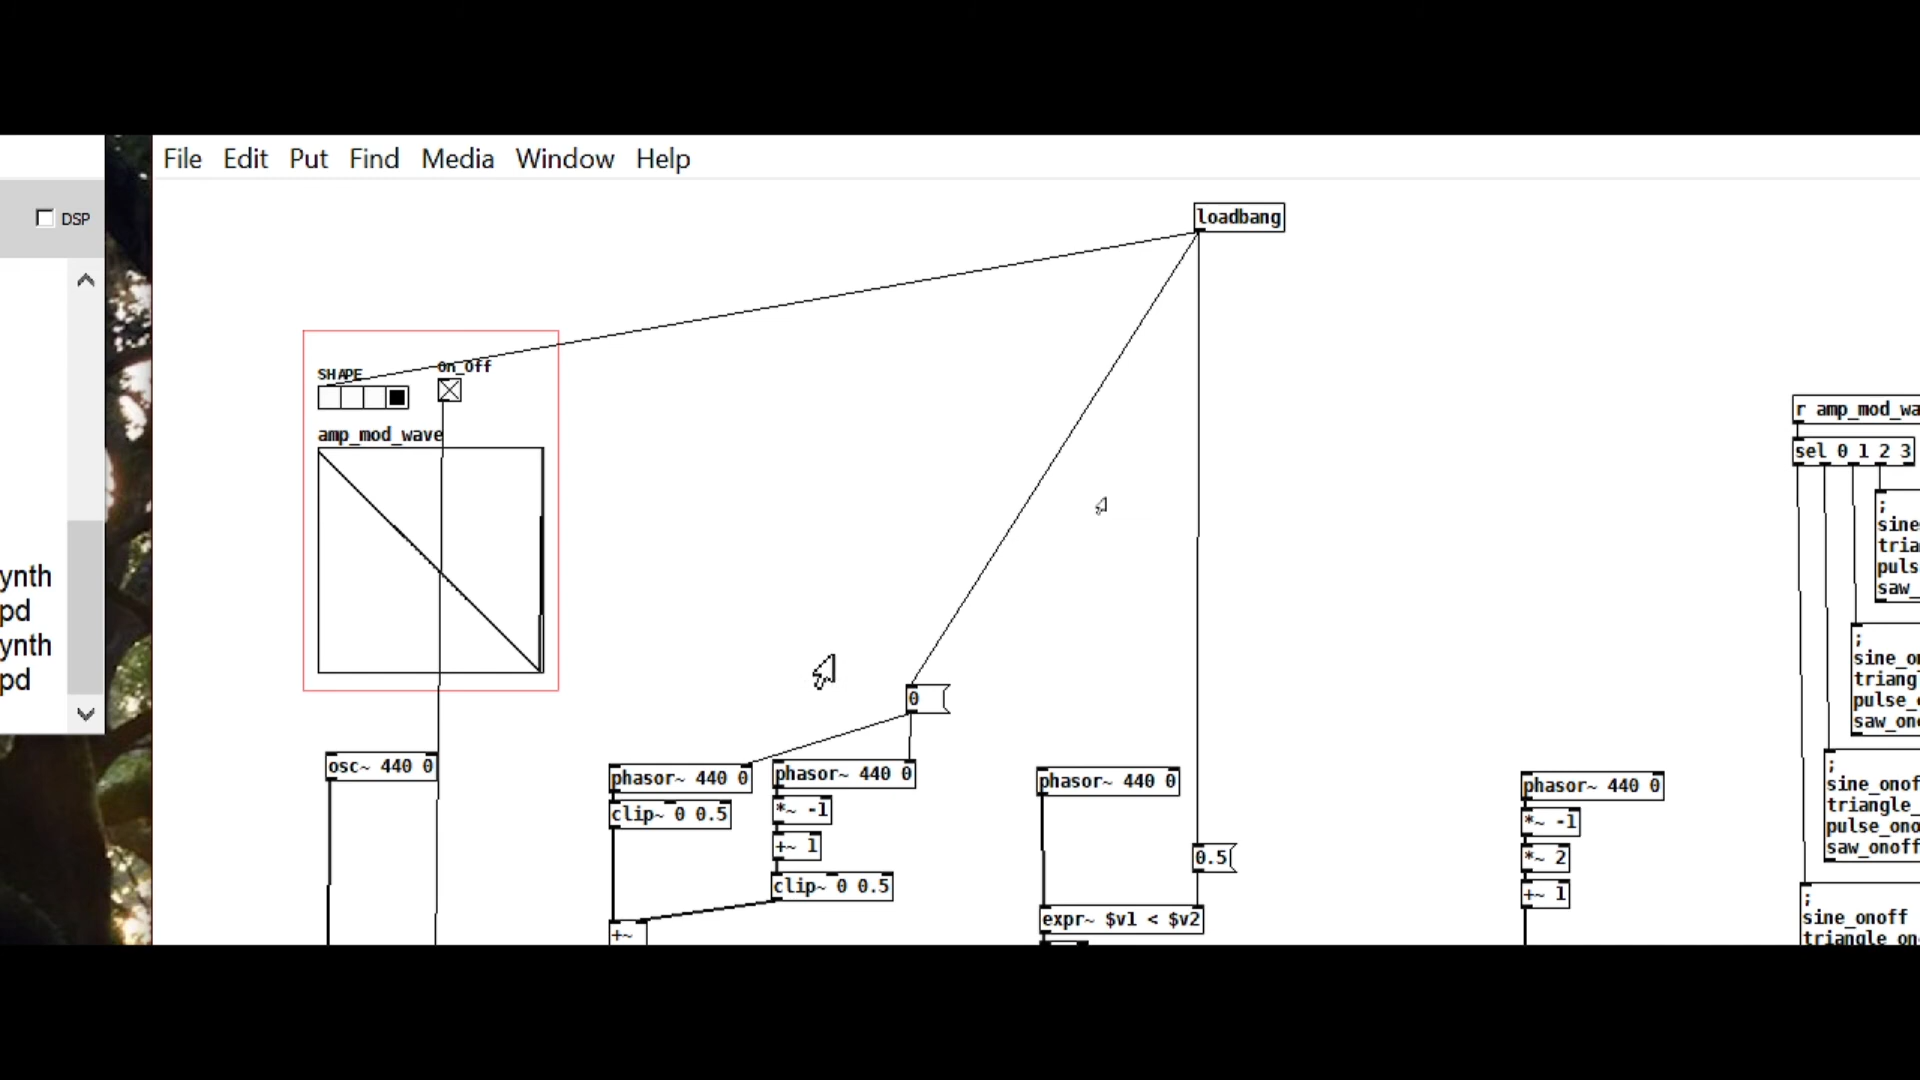 File Edit Put Find Media Window Help
DSP
loadbang
SHAPE
On_Off
amp_mod_wave
r amp_mod_wa
sel 0 1 2 3
;
sine
tria
puls
saw_
ynth
pd
ynth
pd
;
sine_o
triang
pulse_
saw_on
0
osc~ 440 0
phasor~ 440 0
phasor~ 440 0
phasor~ 440 0
phasor~ 440 0
;
sine_onof
triangle_
pulse_ono
saw_onoff
clip~ 0 0.5
*~ -1
*~ -1
+~ 1
0.5
*~ 2
clip~ 0 0.5
+~ 1
;
sine_onoff
triangle_on
expr~ $v1 < $v2
+~